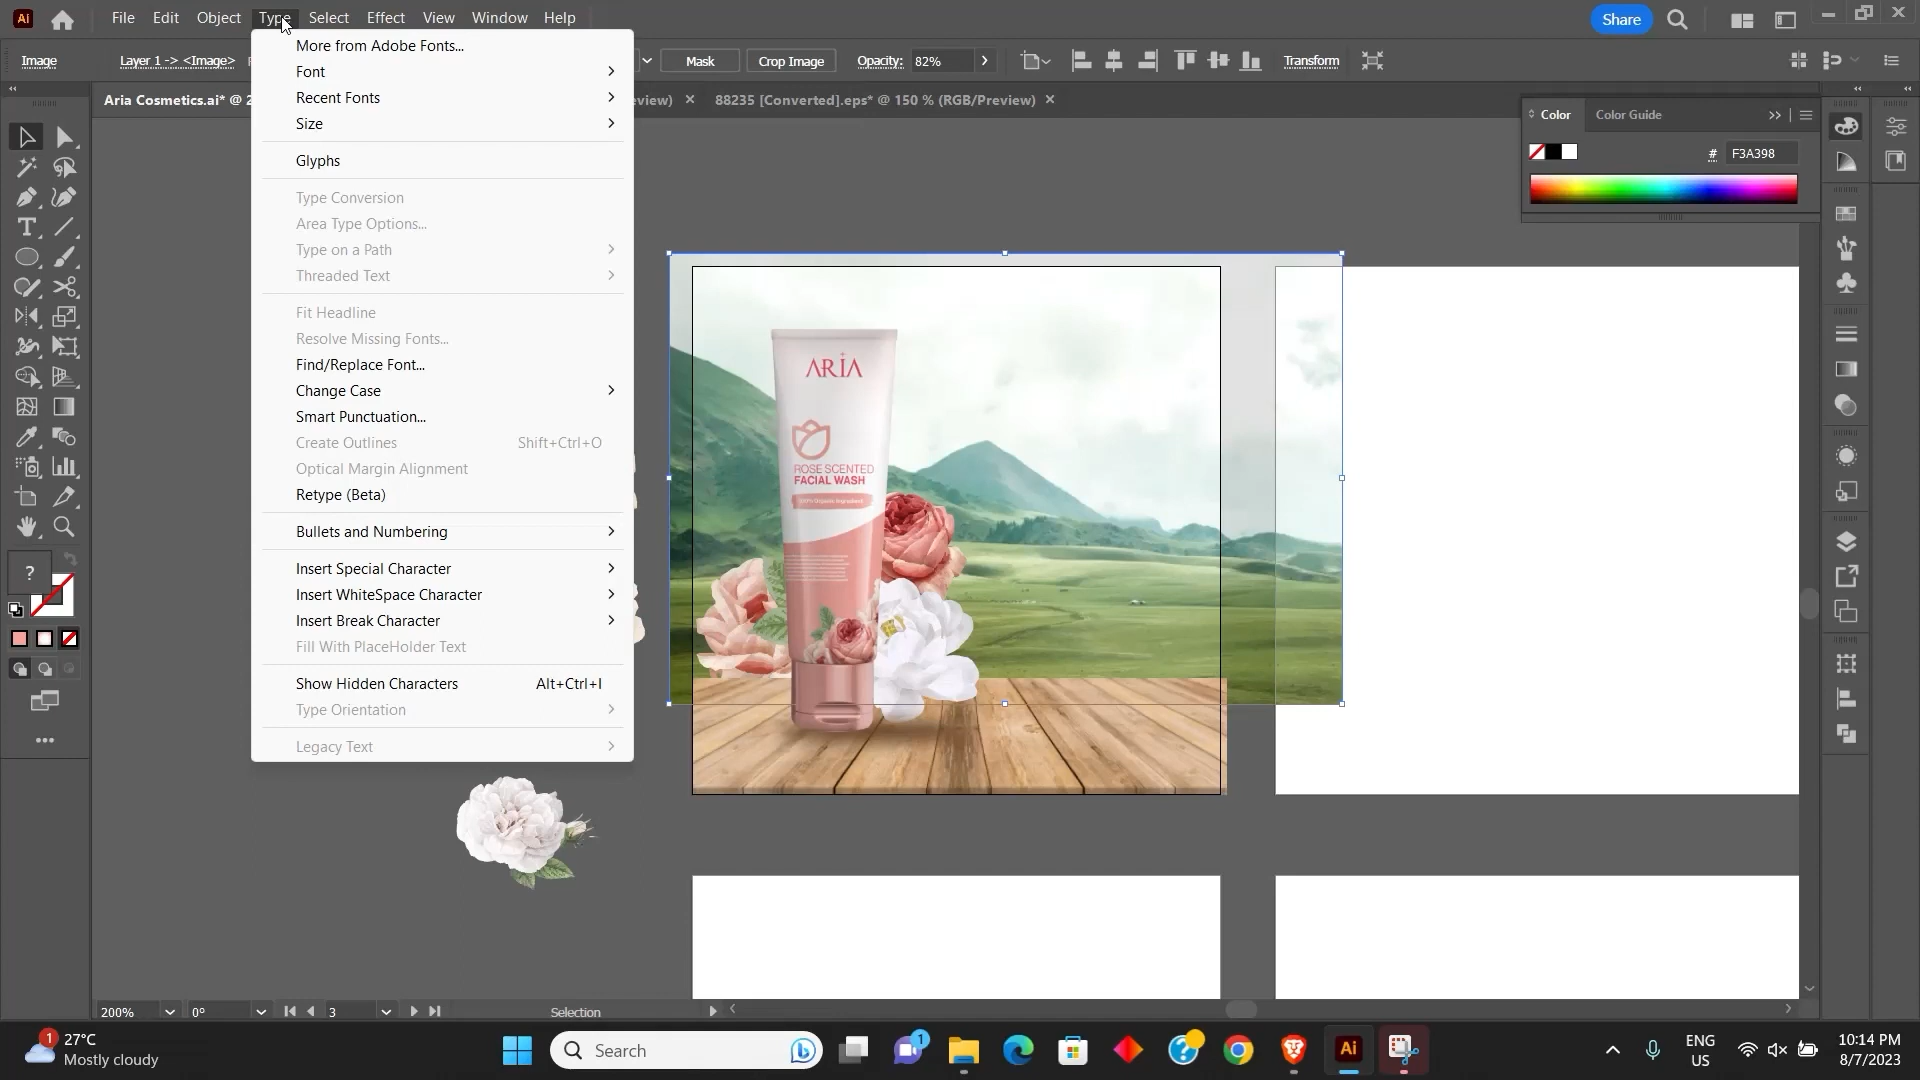 Ai File Edit Object Type Select Effect View Window Help Share
Image Layer 1 -> <Image> Mask Crop Image Opacity: 82% Transform
Aria Cosmetics.ai* @ 2 view) × 88235 [Converted].eps* @ 150 % (RGB/Preview) ×
More from Adobe Fonts...
Font
Recent Fonts
Size
Glyphs
Type Conversion
Area Type Options...
Type on a Path
Threaded Text
Fit Headline
Resolve Missing Fonts...
Find/Replace Font...
Change Case
Smart Punctuation...
Create Outlines Shift+Ctrl+O
Optical Margin Alignment
Retype (Beta)
Bullets and Numbering
Insert Special Character
Insert WhiteSpace Character
Insert Break Character
Fill With PlaceHolder Text
Show Hidden Characters Alt+Ctrl+I
Type Orientation
Legacy Text
Color Color Guide
# F3A398
ARIA
ROSE SCENTED
FACIAL WASH
100% Organic Ingredient
?
200% 0° 3 Selection
1 27°C
Mostly cloudy
Search
1
Ai
ENG
US
10:14 PM
8/7/2023